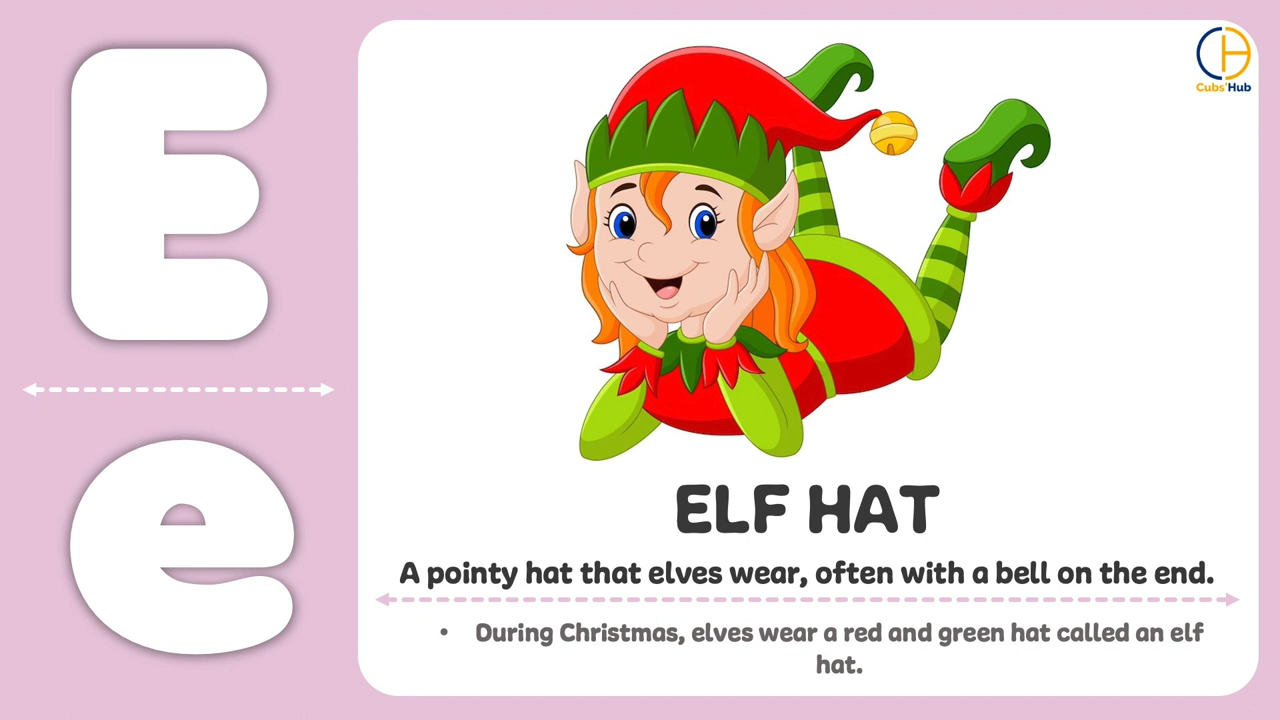 E
e
Cubs'Hub
ELF HAT
A pointy hat that elves wear, often with a bell on the end.
• During Christmas, elves wear a red and green hat called an elf
hat.